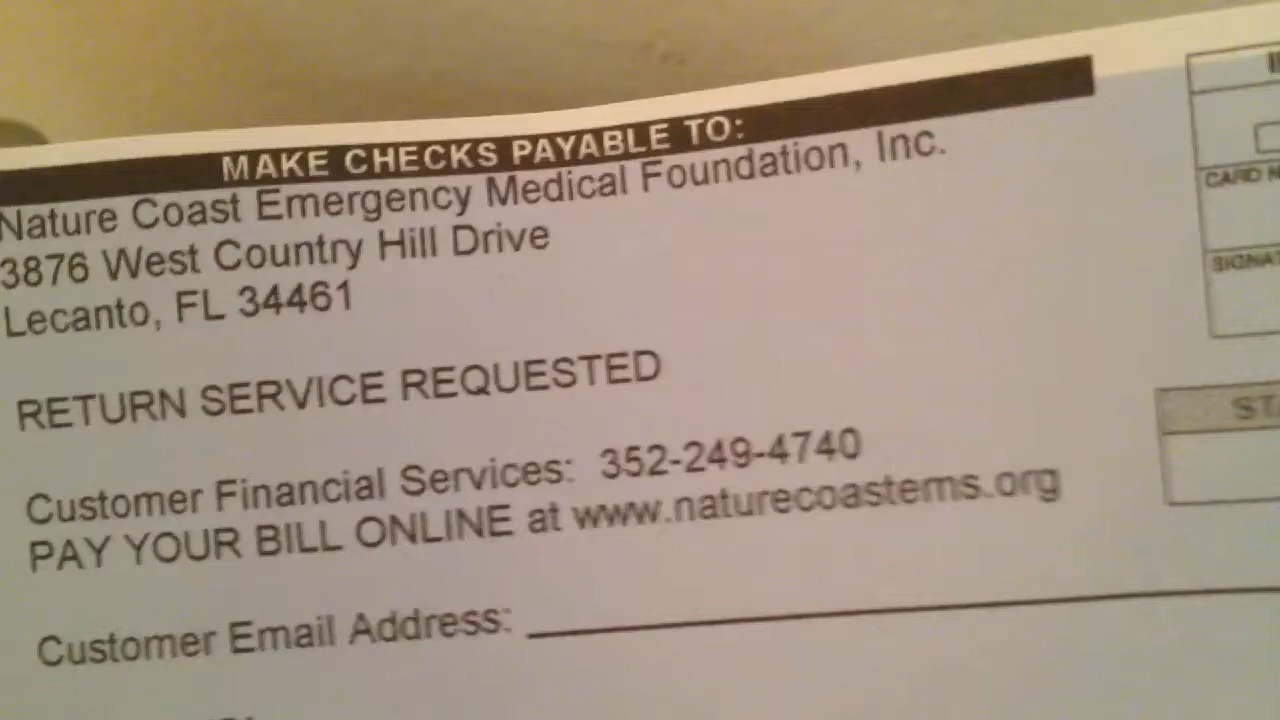 MAKE CHECKS PAYABLE TO:
Nature Coast Emergency Medical Foundation, Inc.
3876 West Country Hill Drive
Lecanto, FL 34461
RETURN SERVICE REQUESTED
Customer Financial Services: 352-249-4740
PAY YOUR BILL ONLINE at www.naturecoastems.org
Customer Email Address:
CARD